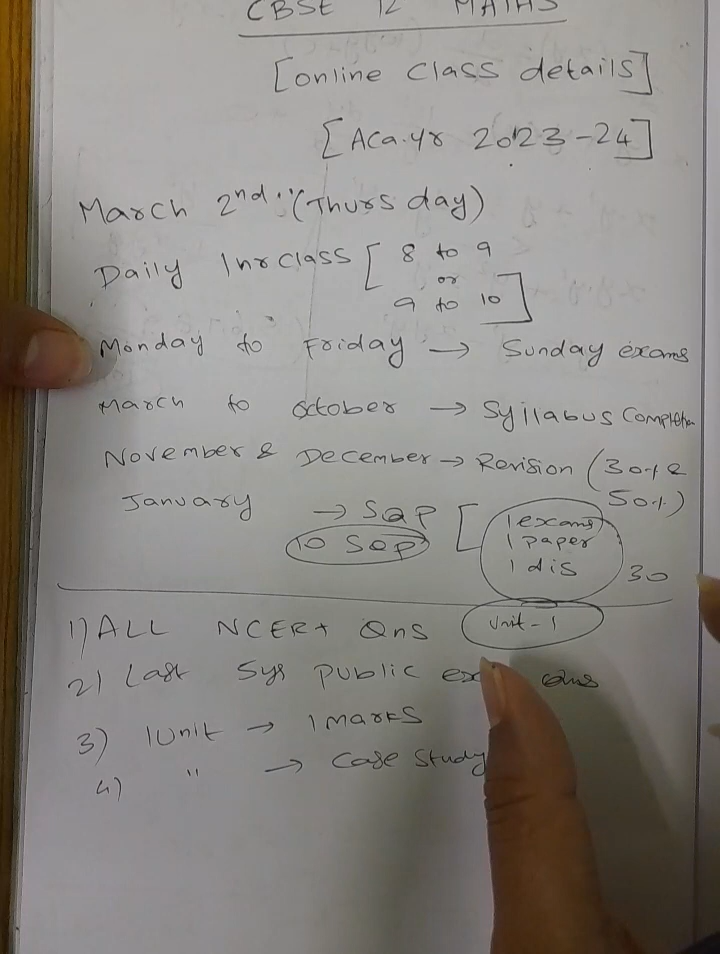 CBSE 12 MATHS
[online class details]
[Aca.yr 2023-24]
March 2nd. (Thursday)
Daily 1hr class [ 8 to 9
or
9 to 10 ]
Monday to Friday → Sunday exams
March to october → Syllabus Completion
November & December → Revision (30% &
50%)
January → SQP [ 1 exams
10 SQP 1 paper
1 dis 30
1) ALL NCERT Qns Unit-1
2) Last 5yrs public
3) 1Unit → 1 marks
4) " → Case Study